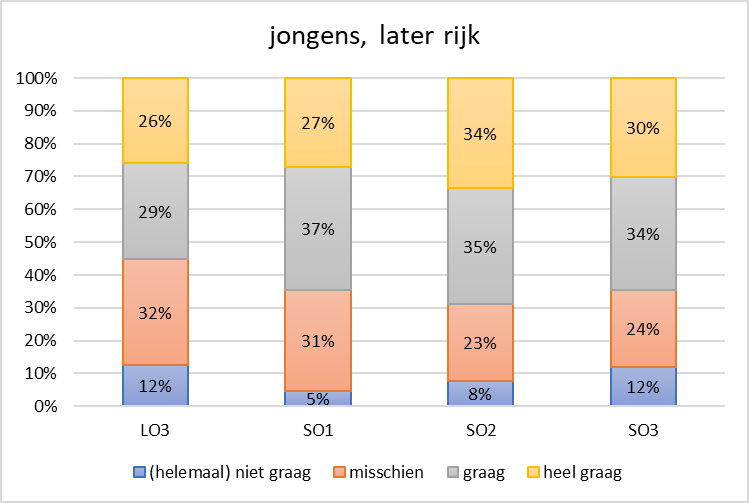 jongens, later rijk
100%
90%
80%
70%
60%
50%
40%
30%
20%
10%
0%
26% 27% 34% 30%
29% 37% 35% 34%
32% 31% 23% 24%
12% 5% 8% 12%
LO3 SO1 SO2 SO3
(helemaal) niet graag misschien graag heel graag